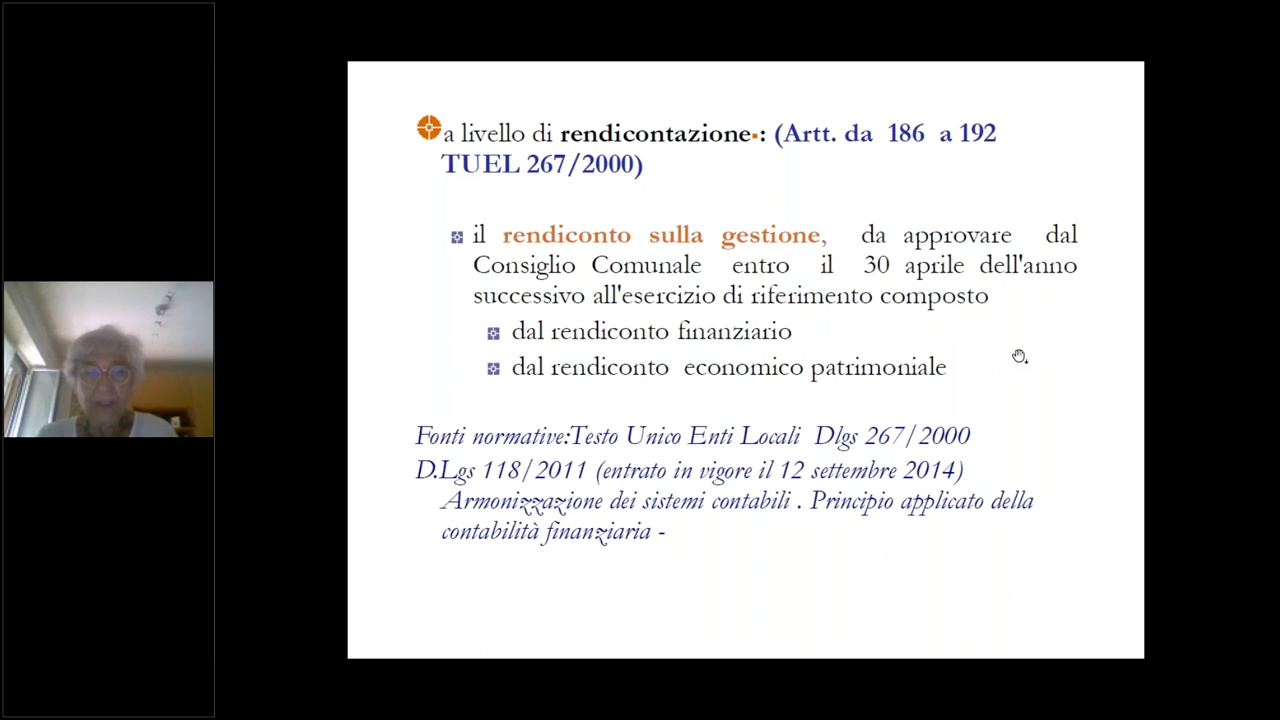 a livello di rendicontazione: (Artt. da 186 a 192
TUEL 267/2000)
il rendiconto sulla gestione, da approvare dal
Consiglio Comunale entro il 30 aprile dell'anno
successivo all'esercizio di riferimento composto
dal rendiconto finanziario
dal rendiconto economico patrimoniale
Fonti normative:Testo Unico Enti Locali Dlgs 267/2000
D.Lgs 118/2011 (entrato in vigore il 12 settembre 2014)
Armonizzazione dei sistemi contabili . Principio applicato della
contabilità finanziaria -